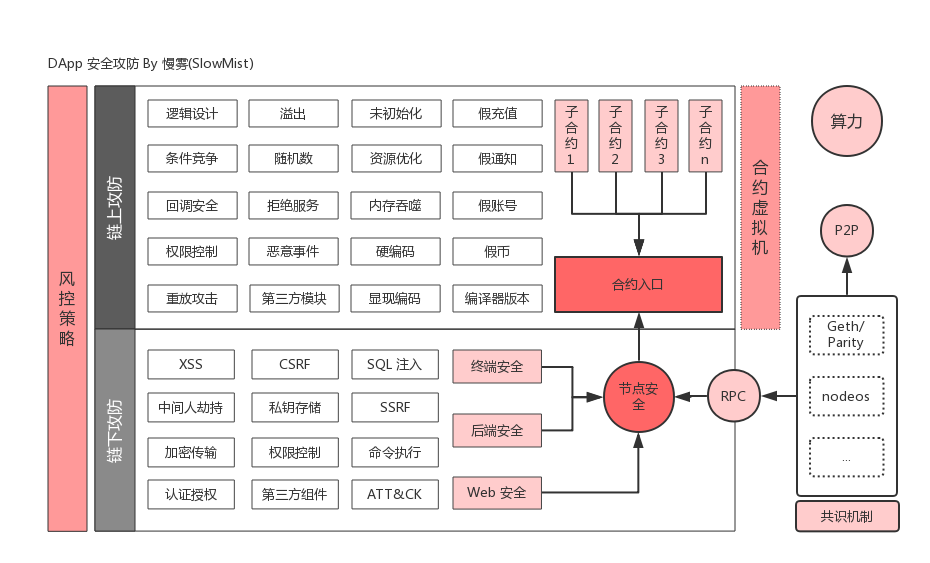 DApp 安全攻防 By 慢雾(SlowMist)
风控策略
链上攻防
逻辑设计
溢出
未初始化
假充值
条件竞争
随机数
资源优化
假通知
回调安全
拒绝服务
内存吞噬
假账号
权限控制
恶意事件
硬编码
假币
重放攻击
第三方模块
显现编码
编译器版本
子合约1
子合约2
子合约3
子合约n
合约入口
合约虚拟机
链下攻防
XSS
CSRF
SQL 注入
中间人劫持
私钥存储
SSRF
加密传输
权限控制
命令执行
认证授权
第三方组件
ATT&CK
终端安全
后端安全
Web 安全
节点安
全
RPC
算力
P2P
Geth/
Parity
nodeos
...
共识机制